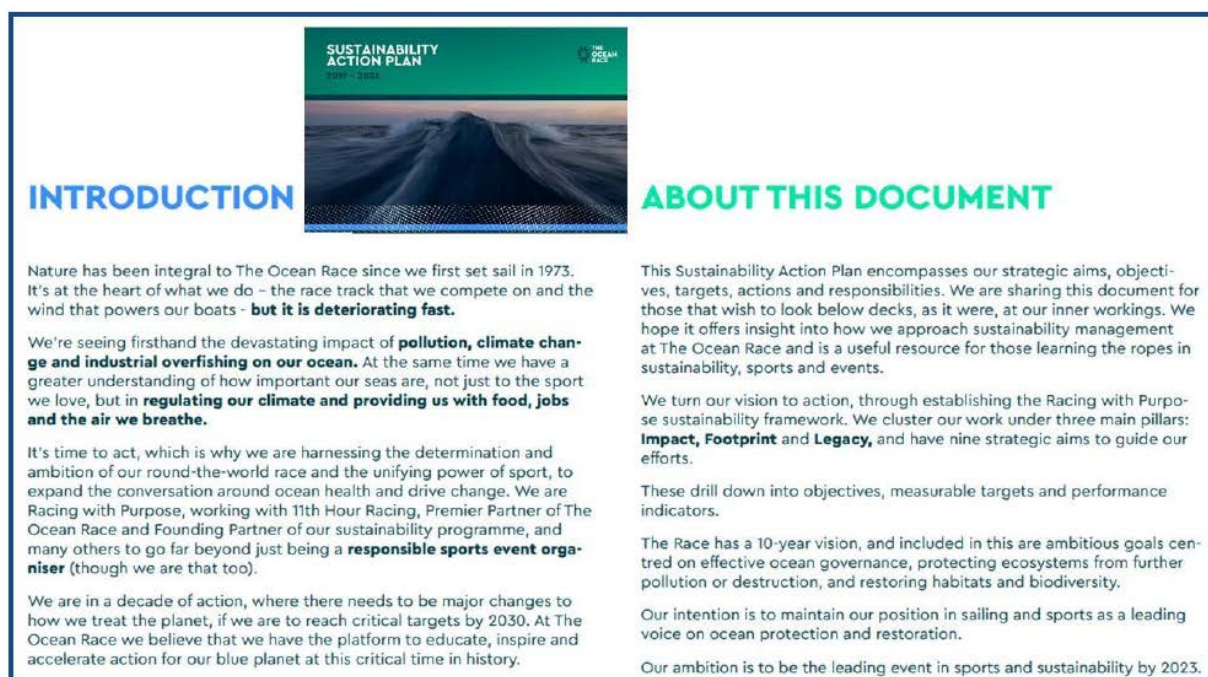 SUSTAINABILITY
ACTION PLAN
2019 - 2023
THE
OCEAN
RACE
INTRODUCTION
Nature has been integral to The Ocean Race since we first set sail in 1973.
It's at the heart of what we do – the race track that we compete on and the
wind that powers our boats - but it is deteriorating fast.
We're seeing firsthand the devastating impact of pollution, climate chan-
ge and industrial overfishing on our ocean. At the same time we have a
greater understanding of how important our seas are, not just to the sport
we love, but in regulating our climate and providing us with food, jobs
and the air we breathe.
It's time to act, which is why we are harnessing the determination and
ambition of our round-the-world race and the unifying power of sport, to
expand the conversation around ocean health and drive change. We are
Racing with Purpose, working with 11th Hour Racing, Premier Partner of The
Ocean Race and Founding Partner of our sustainability programme, and
many others to go far beyond just being a responsible sports event orga-
niser (though we are that too).
We are in a decade of action, where there needs to be major changes to
how we treat the planet, if we are to reach critical targets by 2030. At The
Ocean Race we believe that we have the platform to educate, inspire and
accelerate action for our blue planet at this critical time in history.
ABOUT THIS DOCUMENT
This Sustainability Action Plan encompasses our strategic aims, objecti-
ves, targets, actions and responsibilities. We are sharing this document for
those that wish to look below decks, as it were, at our inner workings. We
hope it offers insight into how we approach sustainability management
at The Ocean Race and is a useful resource for those learning the ropes in
sustainability, sports and events.
We turn our vision to action, through establishing the Racing with Purpo-
se sustainability framework. We cluster our work under three main pillars:
Impact, Footprint and Legacy, and have nine strategic aims to guide our
efforts.
These drill down into objectives, measurable targets and performance
indicators.
The Race has a 10-year vision, and included in this are ambitious goals cen-
tred on effective ocean governance, protecting ecosystems from further
pollution or destruction, and restoring habitats and biodiversity.
Our intention is to maintain our position in sailing and sports as a leading
voice on ocean protection and restoration.
Our ambition is to be the leading event in sports and sustainability by 2023.